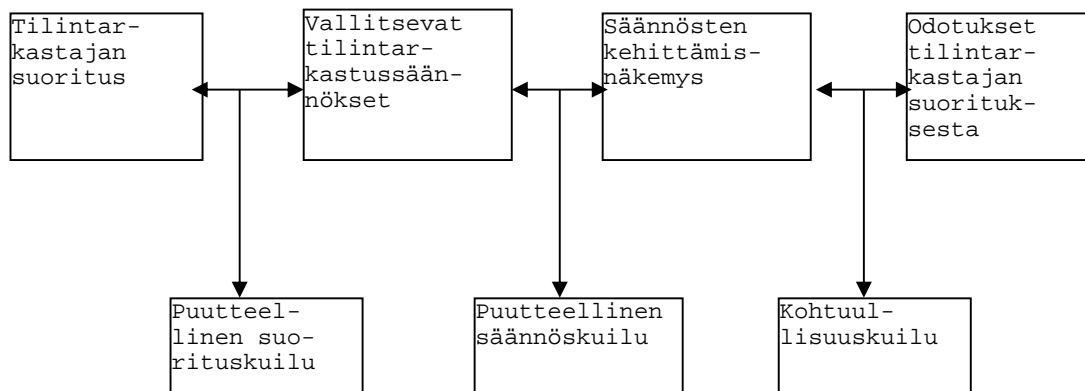 Tilintar-
kastajan
suoritus
Vallitsevat
tilintar-
kastussään-
nökset
Säännösten
kehittämis-
näkemys
Odotukset
tilintar-
kastajan
suorituk-
sesta
Puutteel-
linen suo-
rituskuilu
Puutteellinen
säännöskuilu
Kohtuul-
lisuuskuilu